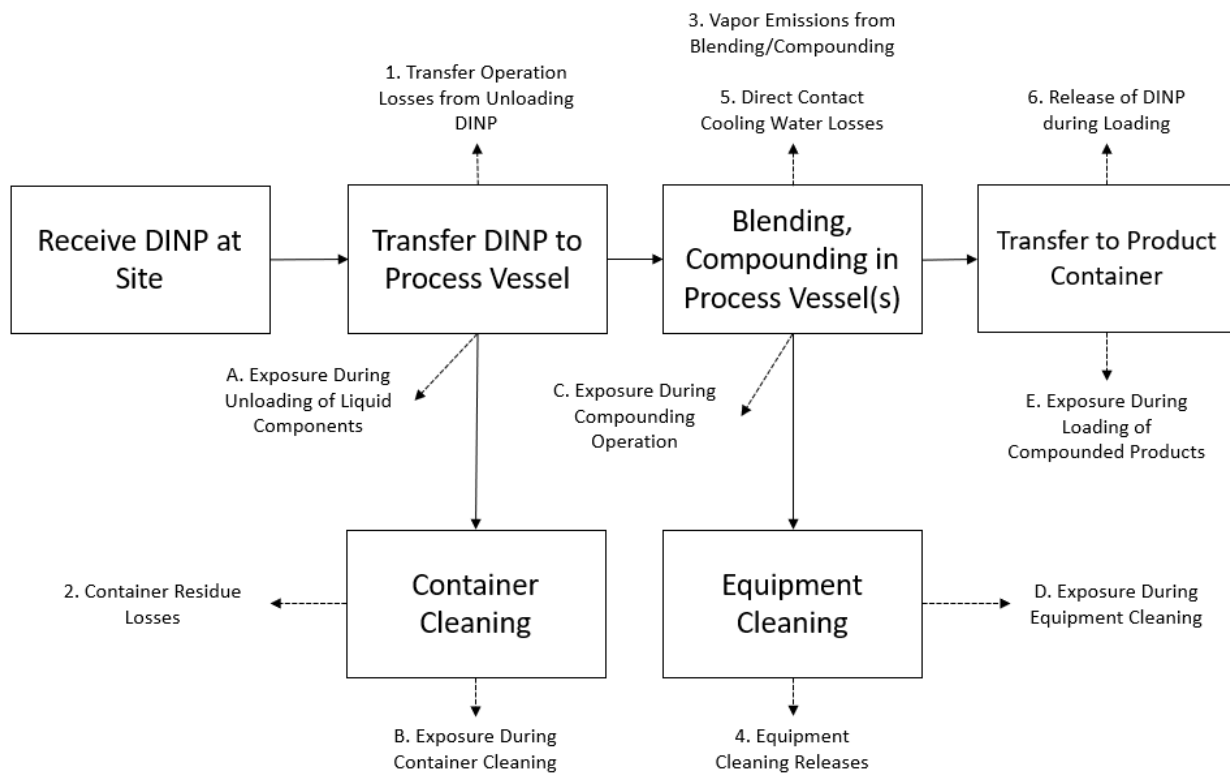 3. Vapor Emissions from
Blending/Compounding
1. Transfer Operation
Losses from Unloading
DINP
5. Direct Contact
Cooling Water Losses
6. Release of DINP
during Loading
Receive DINP at
Site
Transfer DINP to
Process Vessel
Blending,
Compounding in
Process Vessel(s)
Transfer to Product
Container
A. Exposure During
Unloading of Liquid
Components
C. Exposure During
Compounding
Operation
E. Exposure During
Loading of
Compounded Products
2. Container Residue
Losses
Container
Cleaning
Equipment
Cleaning
D. Exposure During
Equipment Cleaning
B. Exposure During
Container Cleaning
4. Equipment
Cleaning Releases